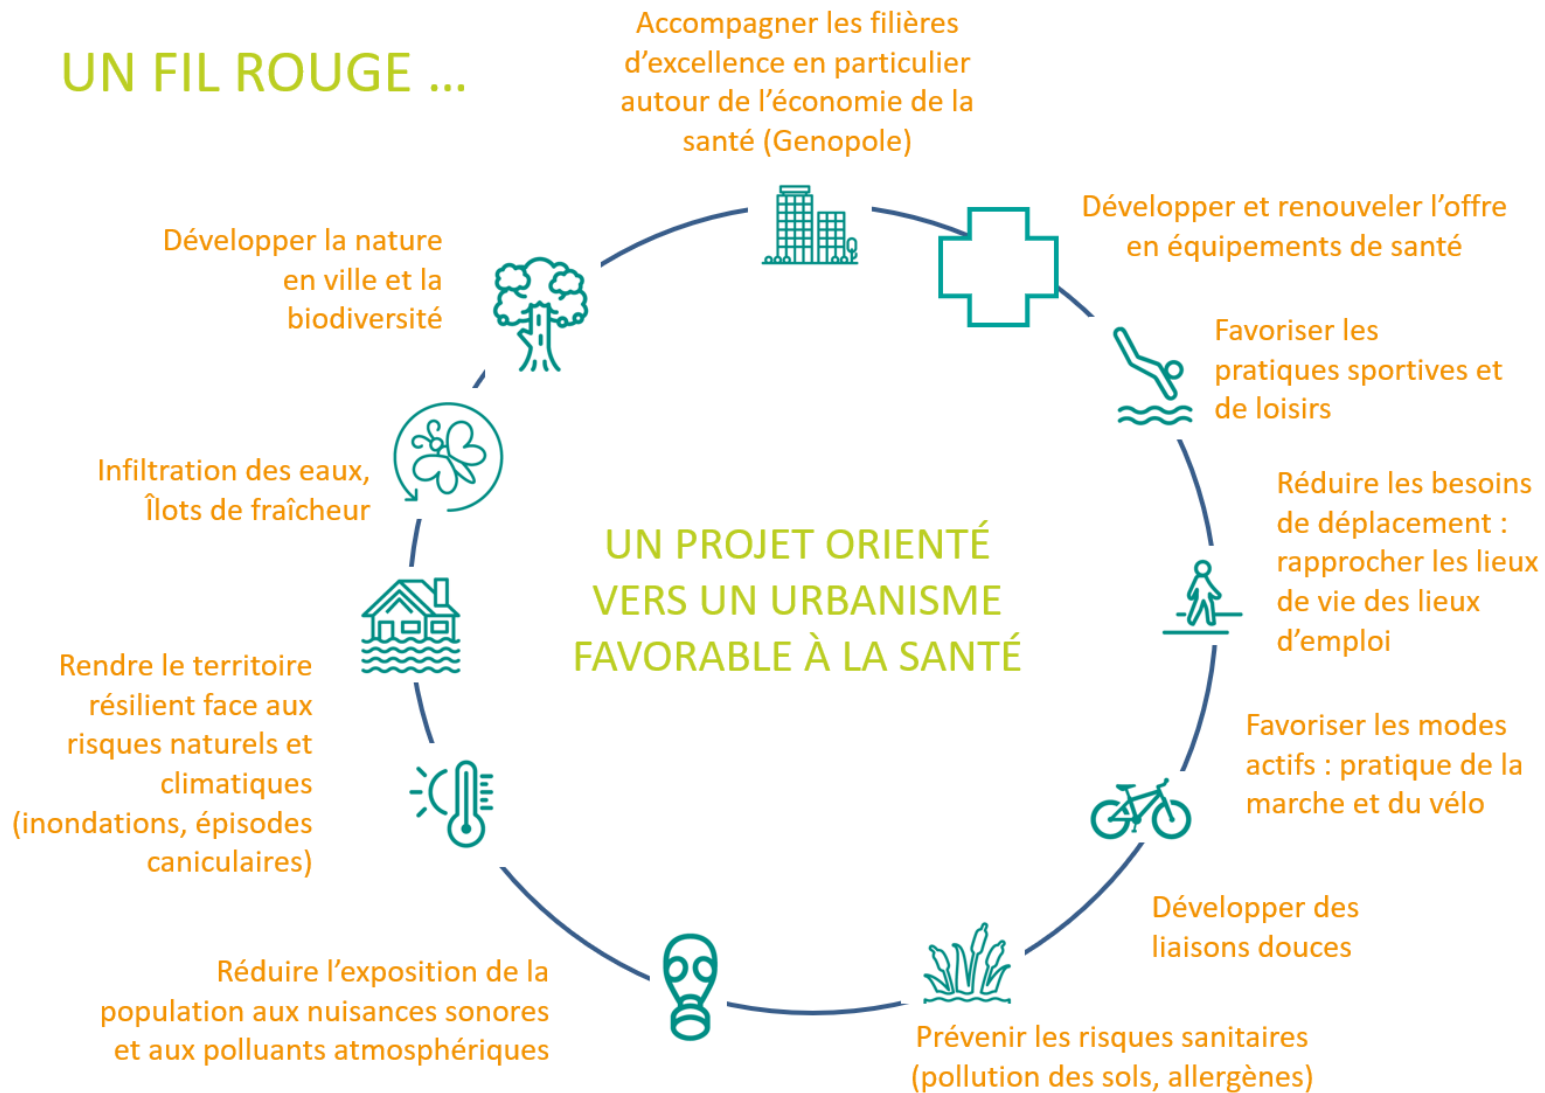 UN FIL ROUGE ...
Accompagner les filières
d'excellence en particulier
autour de l'économie de la
santé (Genopole)
Développer et renouveler l'offre
en équipements de santé
Favoriser les
pratiques sportives et
de loisirs
Réduire les besoins
de déplacement :
rapprocher les lieux
de vie des lieux
d'emploi
Favoriser les modes
actifs : pratique de la
marche et du vélo
Développer des
liaisons douces
Prévenir les risques sanitaires
(pollution des sols, allergènes)
Réduire l'exposition de la
population aux nuisances sonores
et aux polluants atmosphériques
Rendre le territoire
résilient face aux
risques naturels et
climatiques
(inondations, épisodes
caniculaires)
Infiltration des eaux,
Îlots de fraîcheur
Développer la nature
en ville et la
biodiversité
UN PROJET ORIENTÉ
VERS UN URBANISME
FAVORABLE À LA SANTÉ